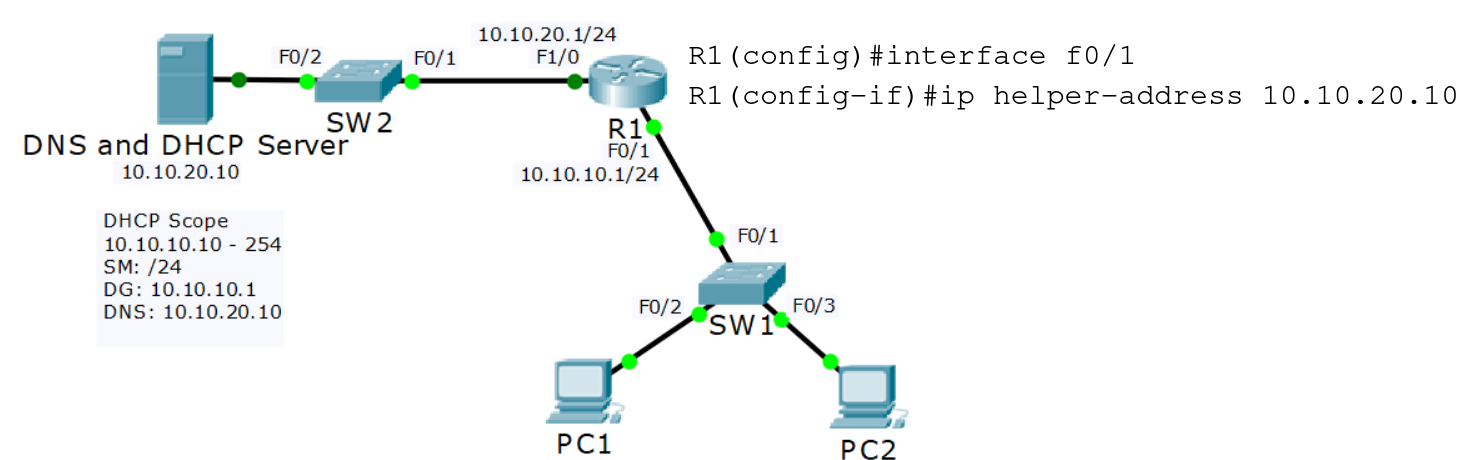 10.10.20.1/24
F0/2
F0/1
F1/0
R1(config)#interface f0/1
R1(config-if)#ip helper-address 10.10.20.10
SW2
R1
DNS and DHCP Server
F0/1
10.10.20.10
10.10.10.1/24
DHCP Scope
10.10.10.10 - 254
SM: /24
DG: 10.10.10.1
DNS: 10.10.20.10
F0/1
F0/2
F0/3
SW1
PC1
PC2